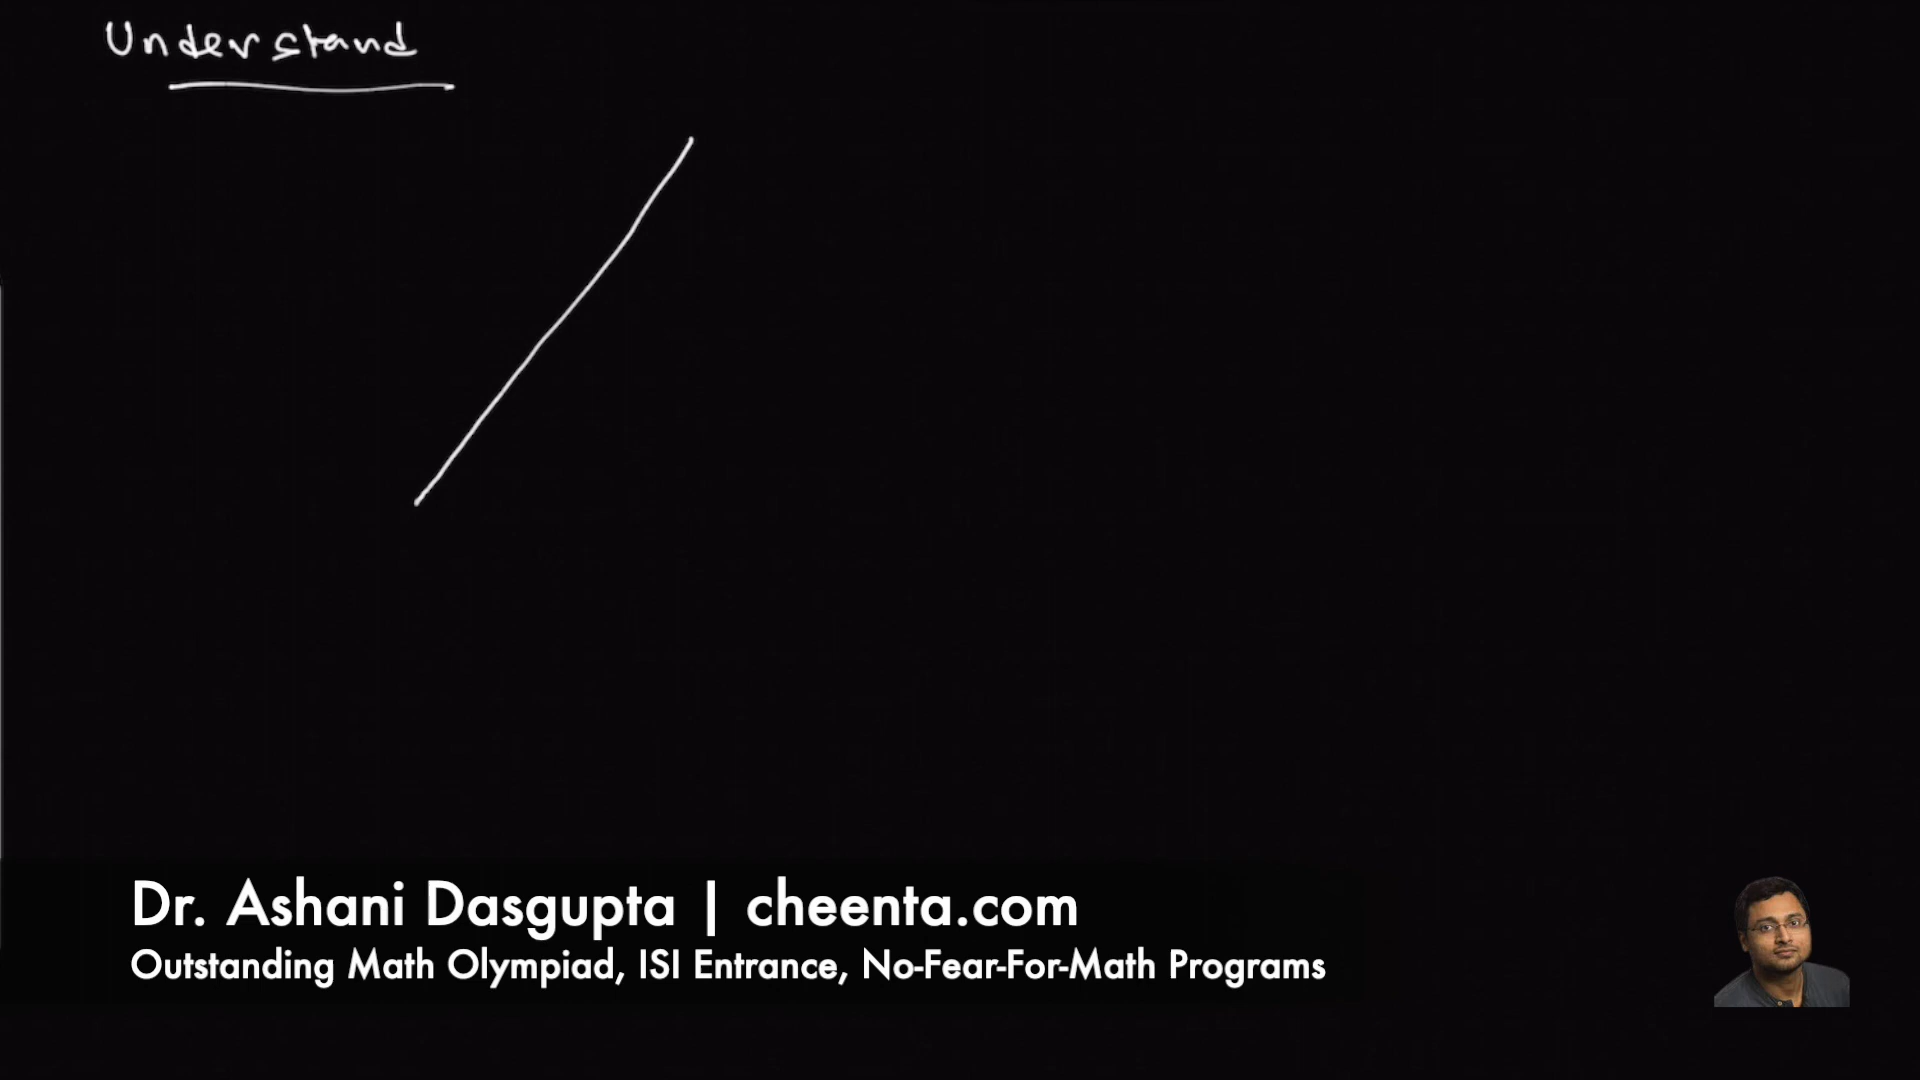 Understand
Dr. Ashani Dasgupta | cheenta.com
Outstanding Math Olympiad, ISI Entrance, No-Fear-For-Math Programs